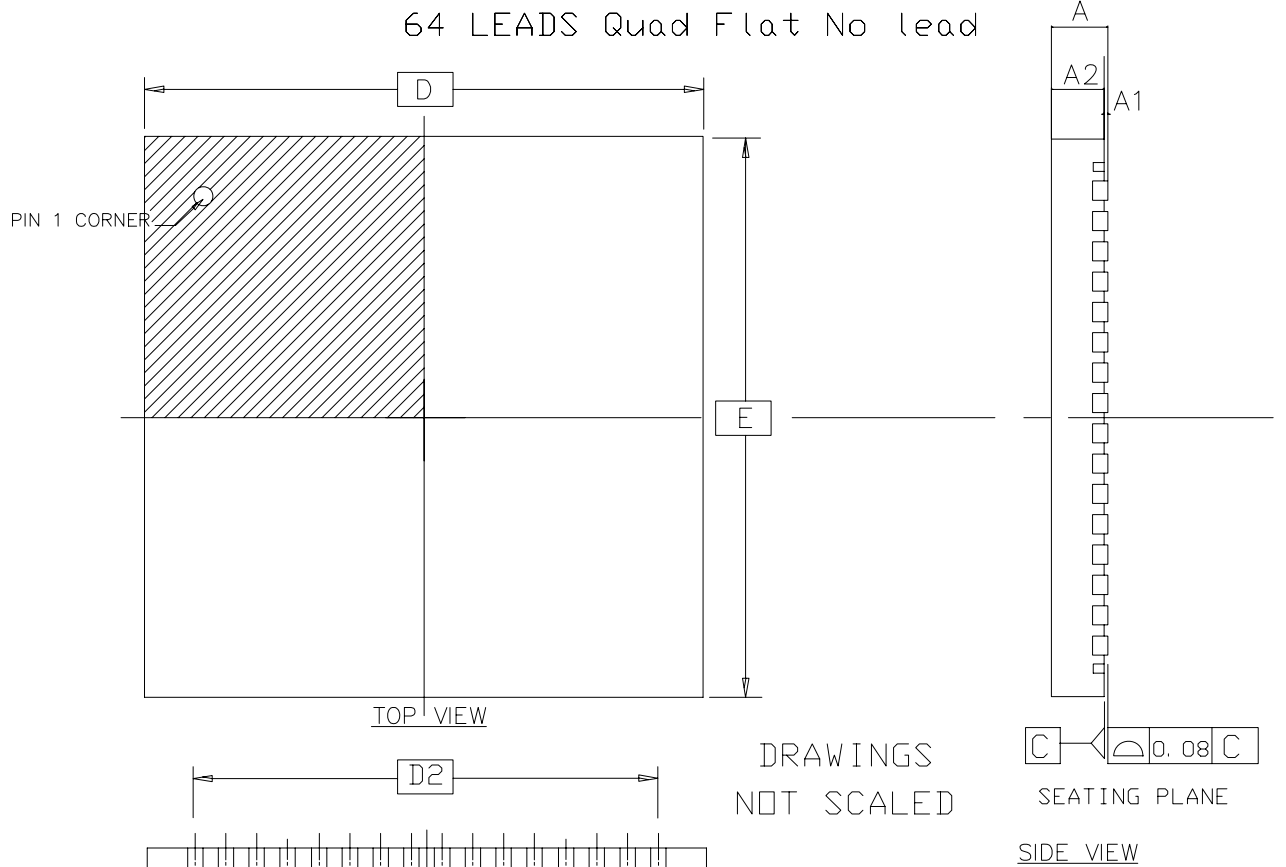 64 LEADS Quad Flat No lead
A
D
A2
A1
PIN 1 CORNER
E
TOP VIEW
D2
DRAWINGS
NOT SCALED
C
0.08 C
SEATING PLANE
SIDE VIEW